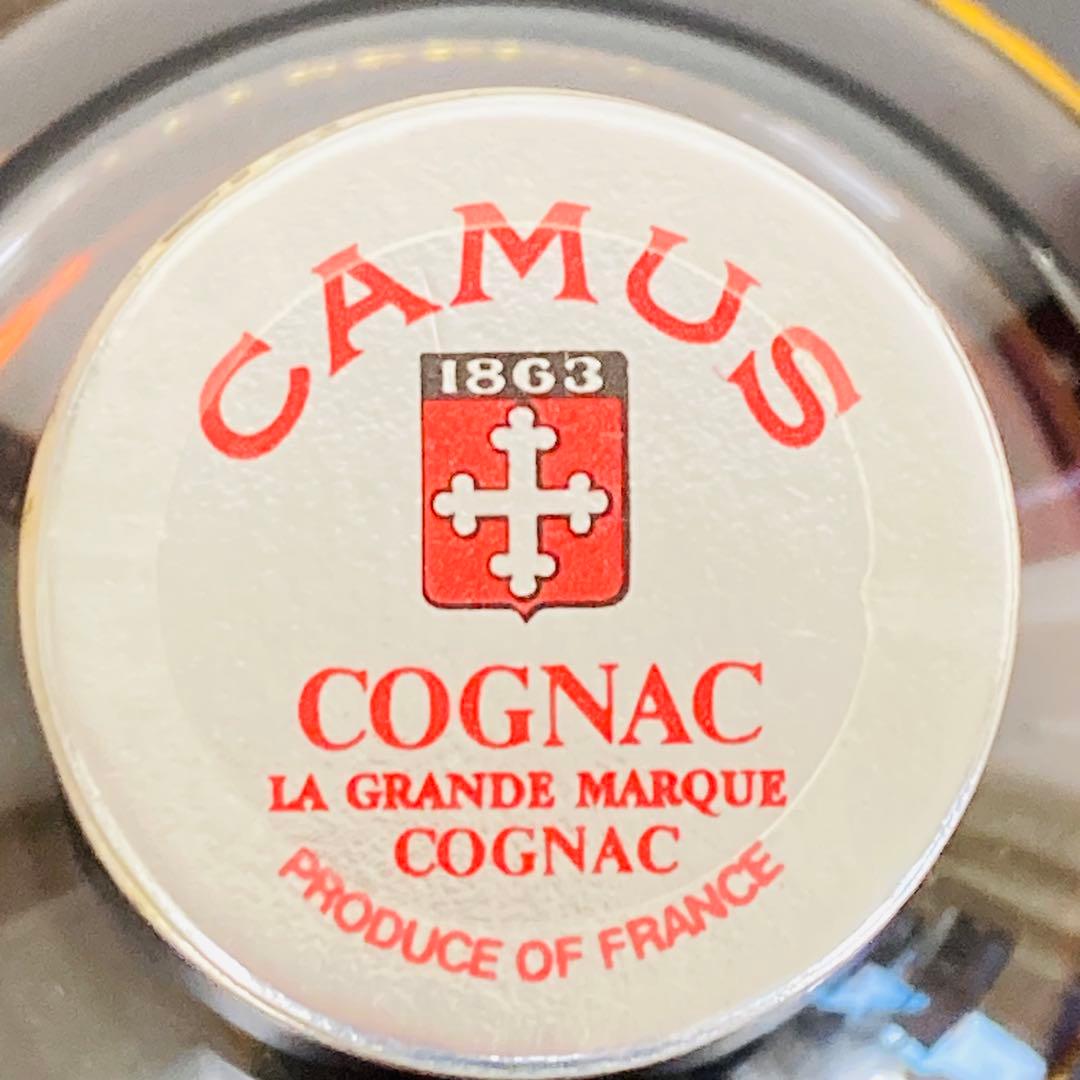 CAMUS
1863
COGNAC
LA GRANDE MARQUE
COGNAC
PRODUCE OF FRANCE